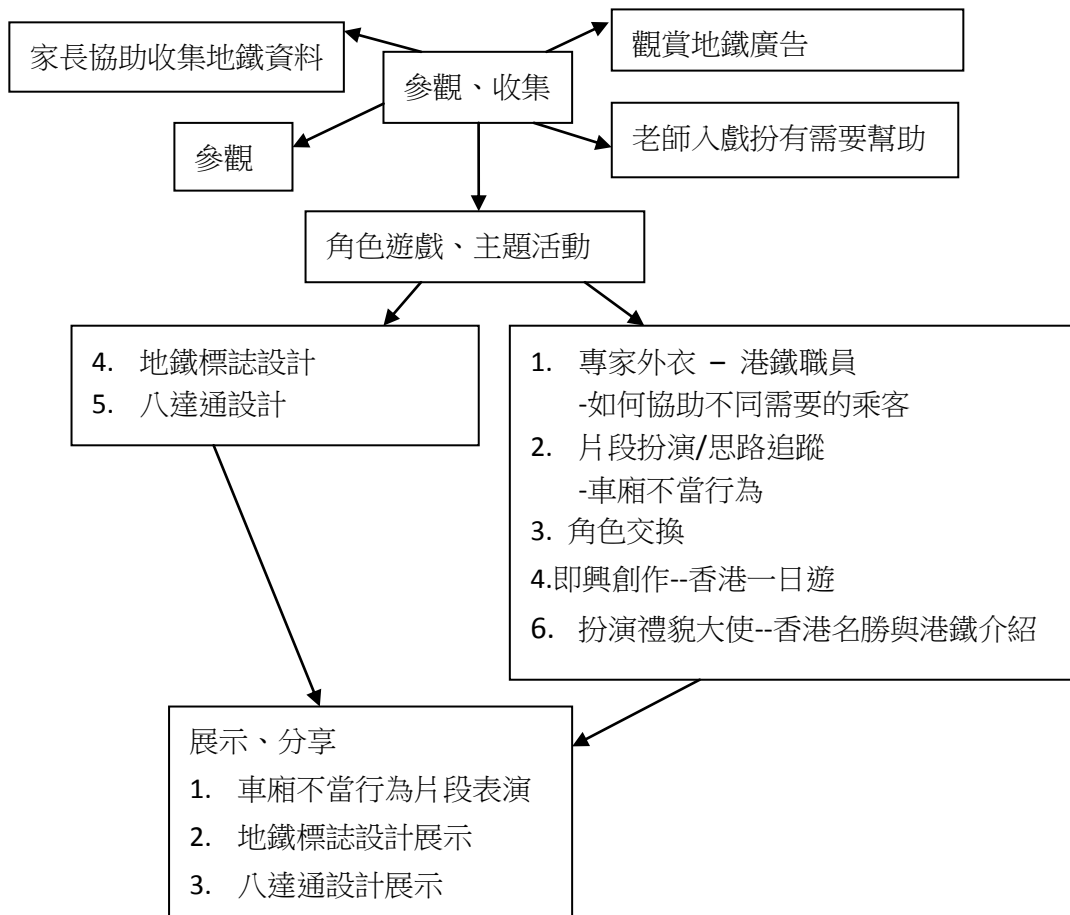 家長協助收集地鐵資料
觀賞地鐵廣告
參觀、收集
參觀
老師入戲扮有需要幫助
角色遊戲、主題活動
4. 地鐵標誌設計
5. 八達通設計
1. 專家外衣 – 港鐵職員
-如何協助不同需要的乘客
2. 片段扮演/思路追蹤
-車廂不當行為
3. 角色交換
4.即興創作--香港一日遊
6. 扮演禮貌大使--香港名勝與港鐵介紹
展示、分享
1. 車廂不當行為片段表演
2. 地鐵標誌設計展示
3. 八達通設計展示